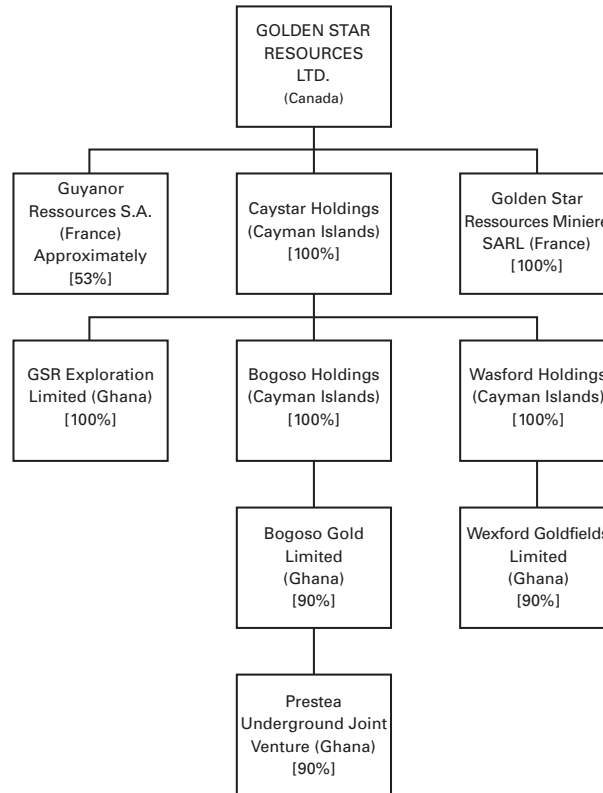 GOLDEN STAR
RESOURCES
LTD.
(Canada)
Guyanor
Ressources S.A.
(France)
Approximately
[53%]
Caystar Holdings
(Cayman Islands)
[100%]
Golden Star
Ressources Miniere
SARL (France)
[100%]
GSR Exploration
Limited (Ghana)
[100%]
Bogoso Holdings
(Cayman Islands)
[100%]
Wasford Holdings
(Cayman Islands)
[100%]
Bogoso Gold
Limited
(Ghana)
[90%]
Wexford Goldfields
Limited
(Ghana)
[90%]
Prestea
Underground Joint
Venture (Ghana)
[90%]